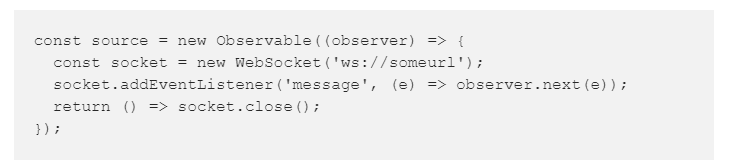 const source = new Observable((observer) => {
  const socket = new WebSocket('ws://someurl');
  socket.addEventListener('message', (e) => observer.next(e));
  return () => socket.close();
});